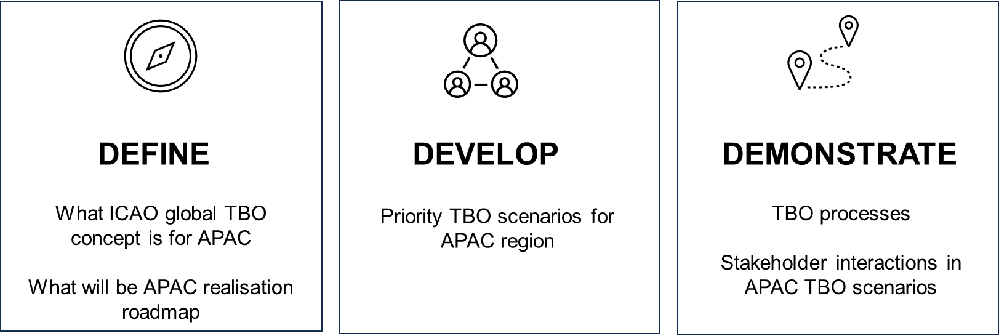 DEFINE
What ICAO global TBO
concept is for APAC
What will be APAC realisation
roadmap
DEVELOP
Priority TBO scenarios for
APAC region
DEMONSTRATE
TBO processes
Stakeholder interactions in
APAC TBO scenarios